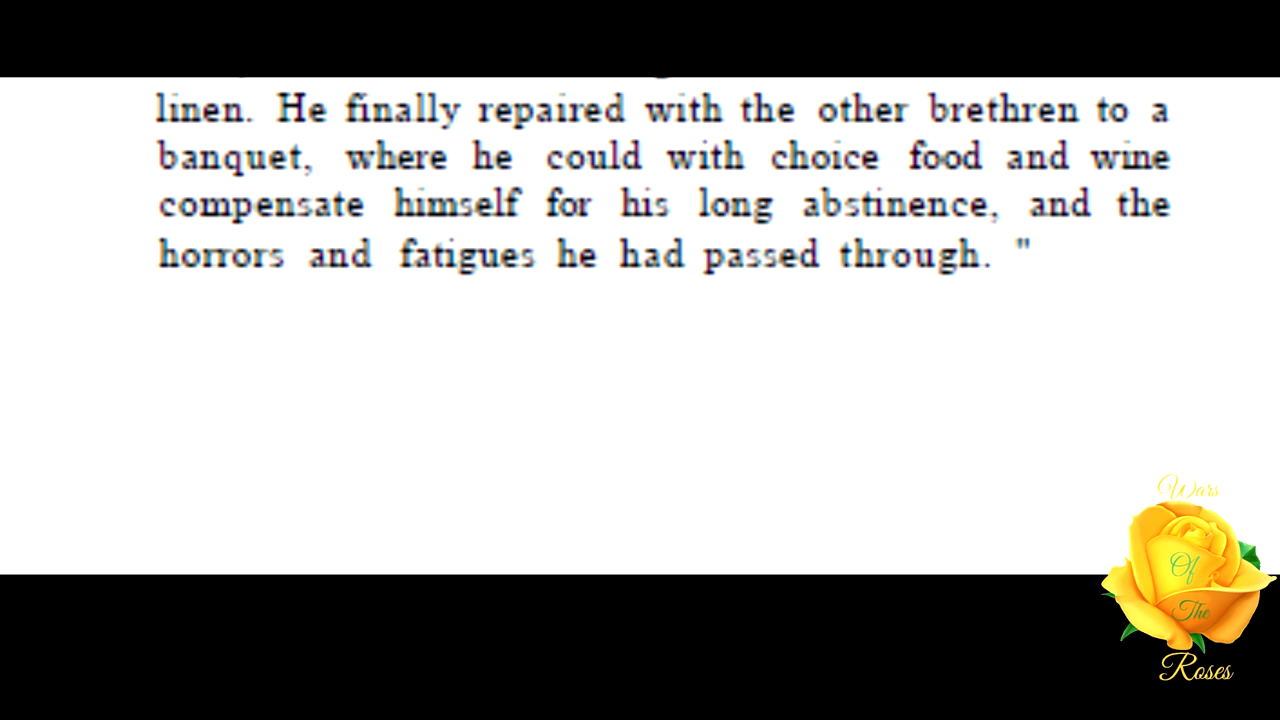 linen. He finally repaired with the other brethren to a
banquet, where he could with choice food and wine
compensate himself for his long abstinence, and the
horrors and fatigues he had passed through. "
Wars
Of
The
Roses